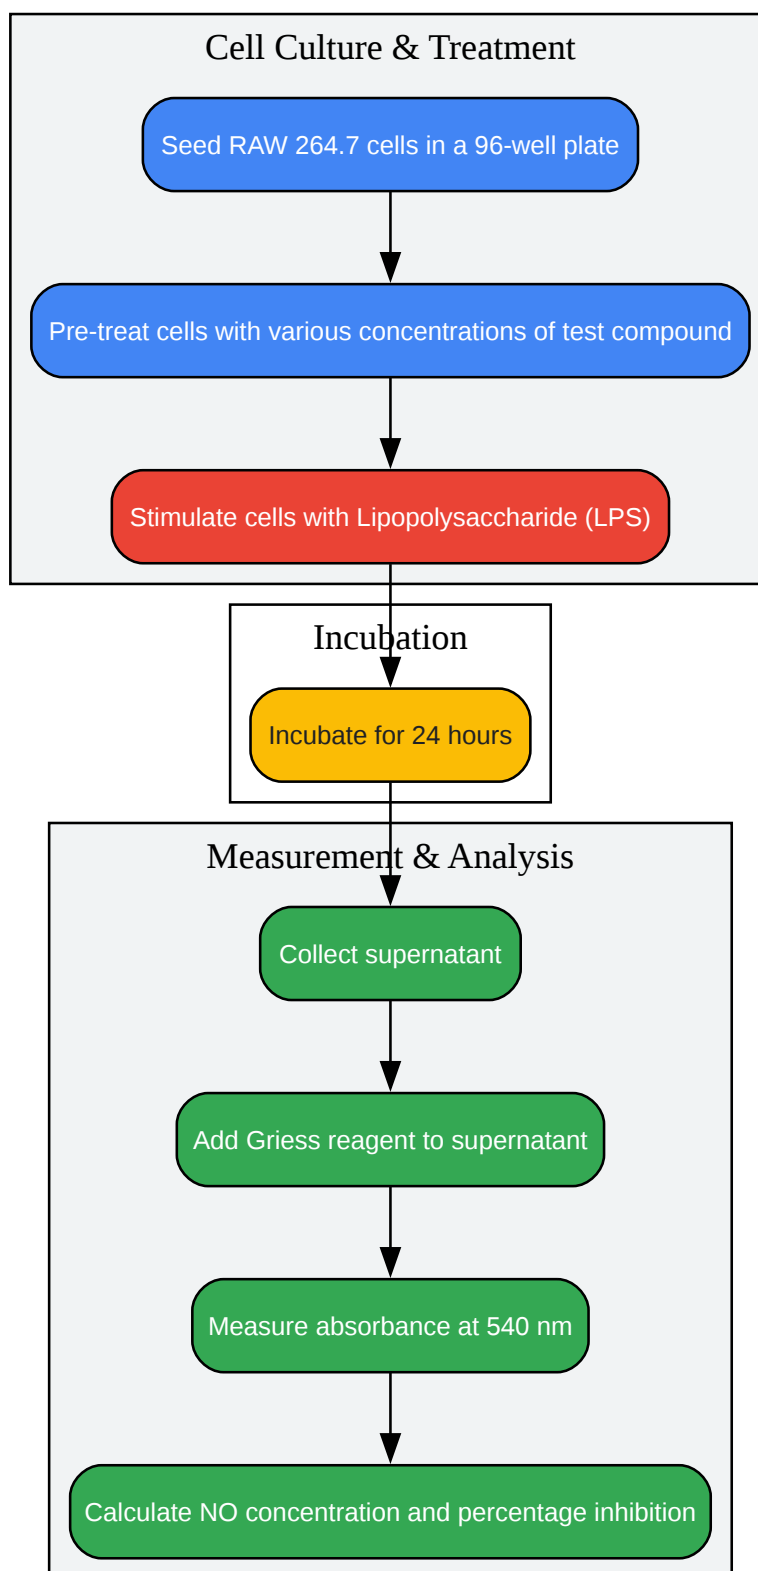 Cell Culture & Treatment
Seed RAW 264.7 cells in a 96-well plate
Pre-treat cells with various concentrations of test compound
Stimulate cells with Lipopolysaccharide (LPS)
Incubation
Incubate for 24 hours
Measurement & Analysis
Collect supernatant
Add Griess reagent to supernatant
Measure absorbance at 540 nm
Calculate NO concentration and percentage inhibition